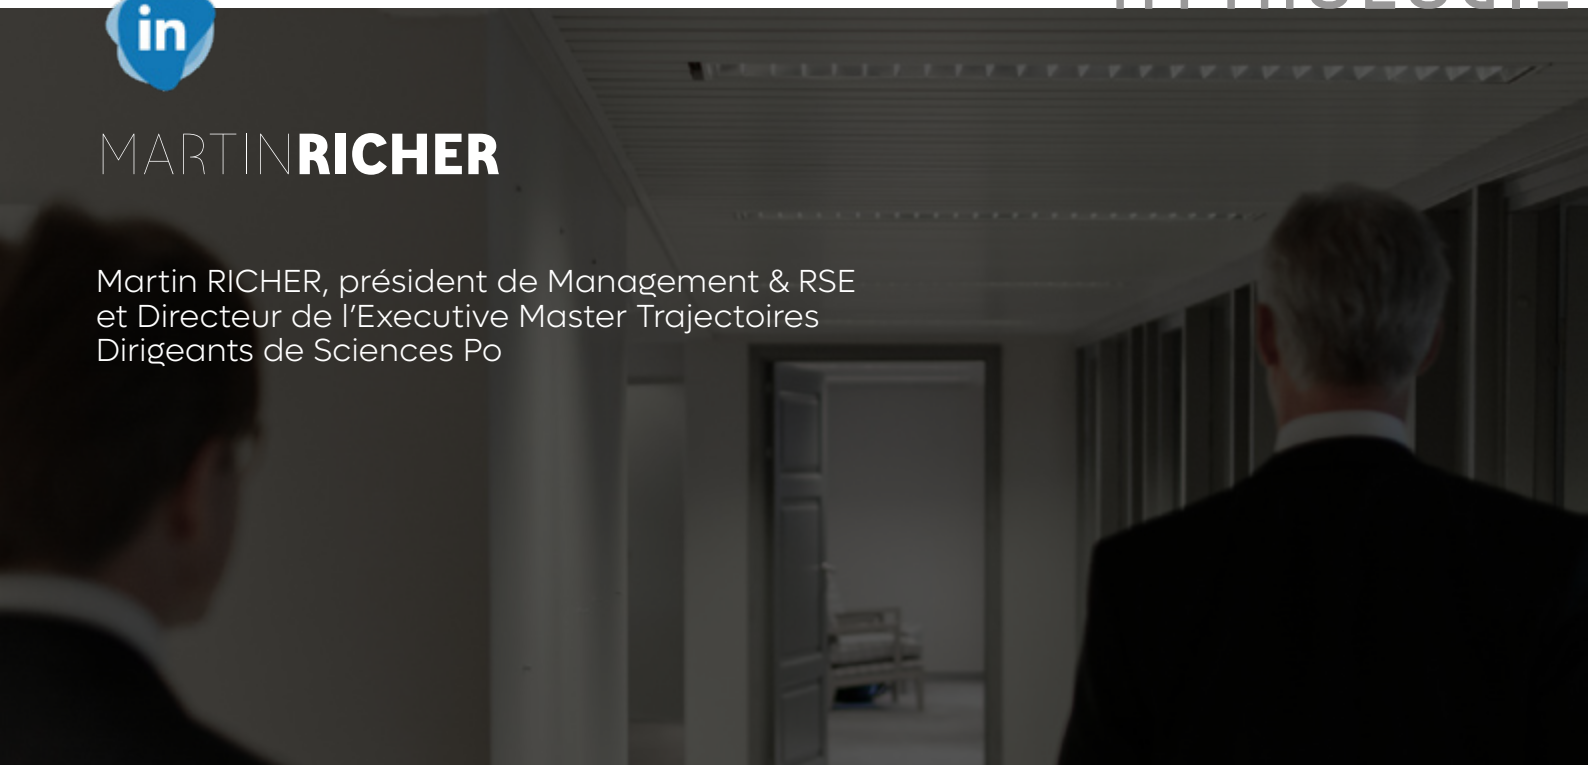 in
MARTINRICHER
Martin RICHER, président de Management & RSE
et Directeur de l’Executive Master Trajectoires
Dirigeants de Sciences Po